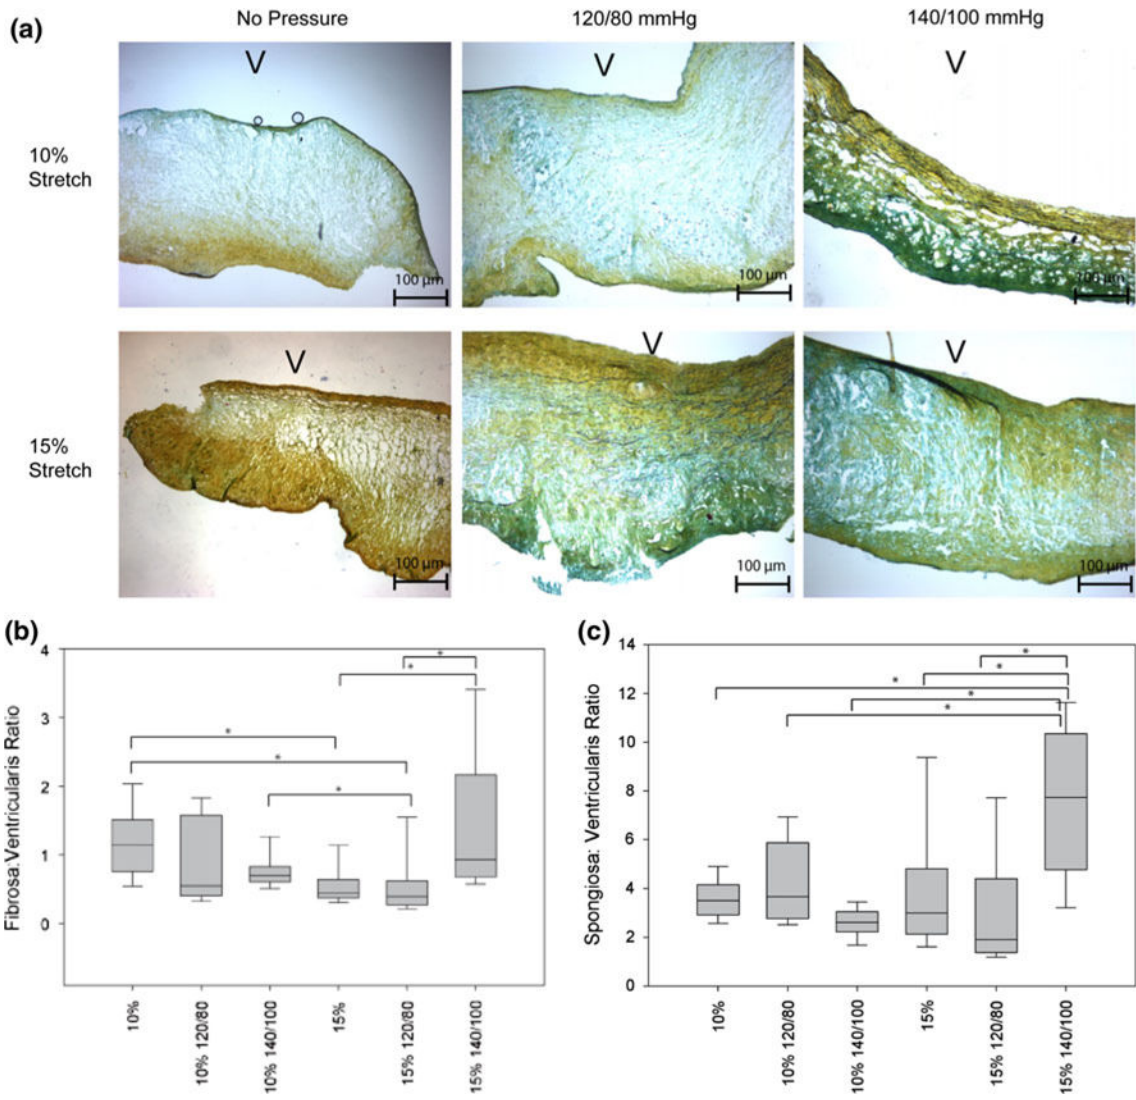 (a)
No Pressure
120/80 mmHg
140/100 mmHg
10%
Stretch
V
V
V
100 µm
100 µm
100 µm
15%
Stretch
V
V
V
100 µm
100 µm
100 µm
(b)
Fibrosa:Ventricularis Ratio
4
3
2
1
0
*
*
*
*
*
10%
10% 120/80
10% 140/100
15%
15% 120/80
15% 140/100
(c)
Spongiosa: Ventricularis Ratio
14
12
10
8
6
4
2
0
*
*
*
*
*
10%
10% 120/80
10% 140/100
15%
15% 120/80
15% 140/100